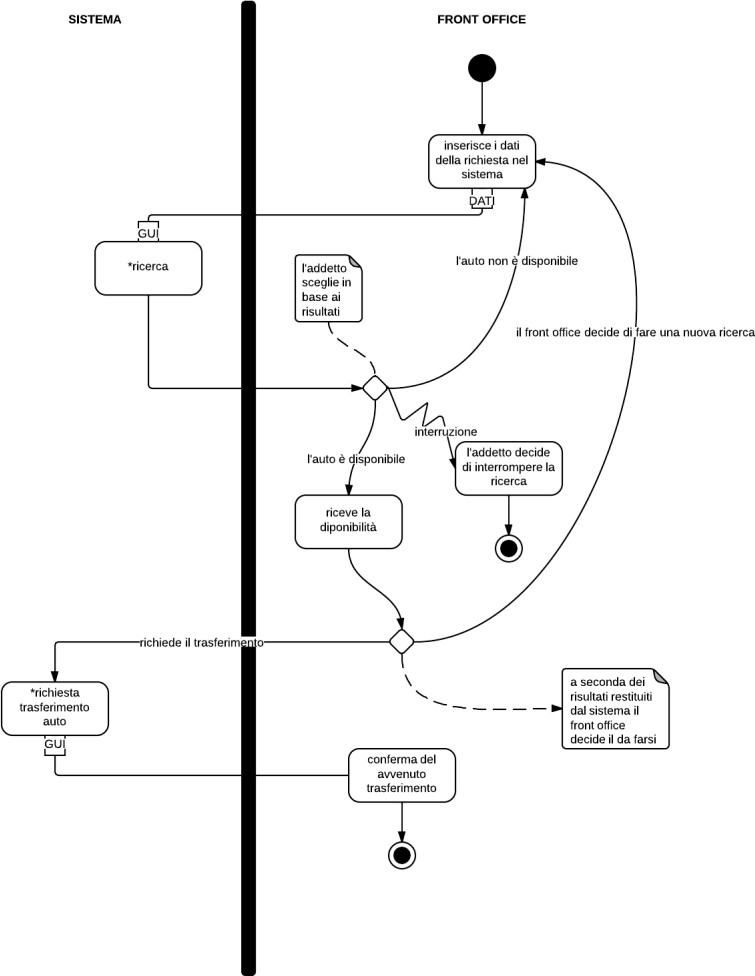 SISTEMA
FRONT OFFICE
inserisce i dati
della richiesta nel
sistema
DATI
GUI
*ricerca
l'addetto
sceglie in
base ai
risultati
l'auto non è disponibile
il front office decide di fare una nuova ricerca
interruzione
l'auto è disponibile
l'addetto decide
di interrompere la
ricerca
riceve la
diponibilità
richiede il trasferimento
*richiesta
trasferimento
auto
GUI
a seconda dei
risultati restituiti
dal sistema il
front office
decide il da farsi
conferma del
avvenuto
trasferimento